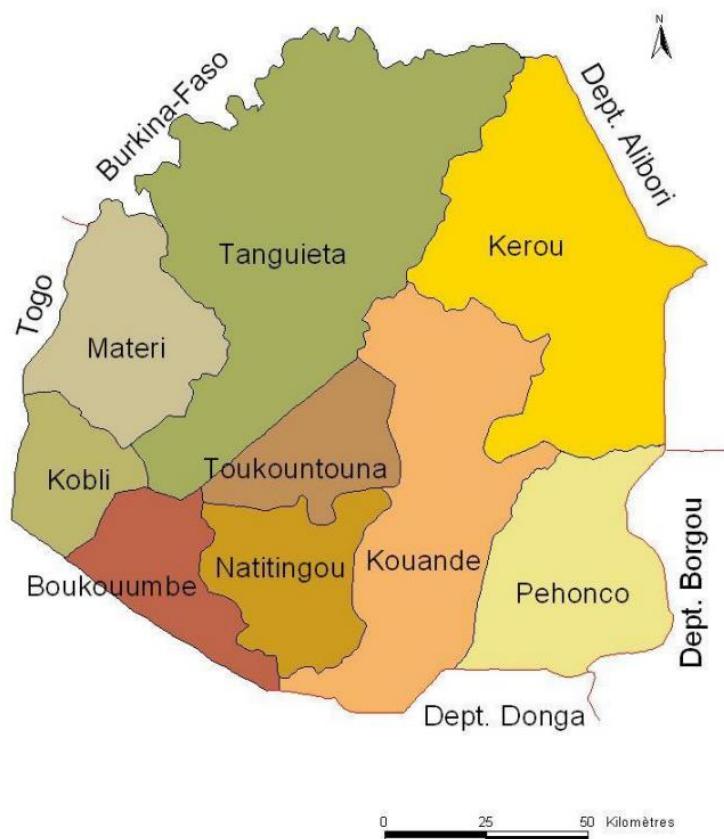 N
Burkina-Faso
Dept. Alibori
Tanguieta
Kerou
Togo
Materi
Toukountouna
Kobli
Natitingou
Kouande
Boukouumbe
Pehonco
Dept. Borgou
Dept. Donga
0 25 50 Kilomètres